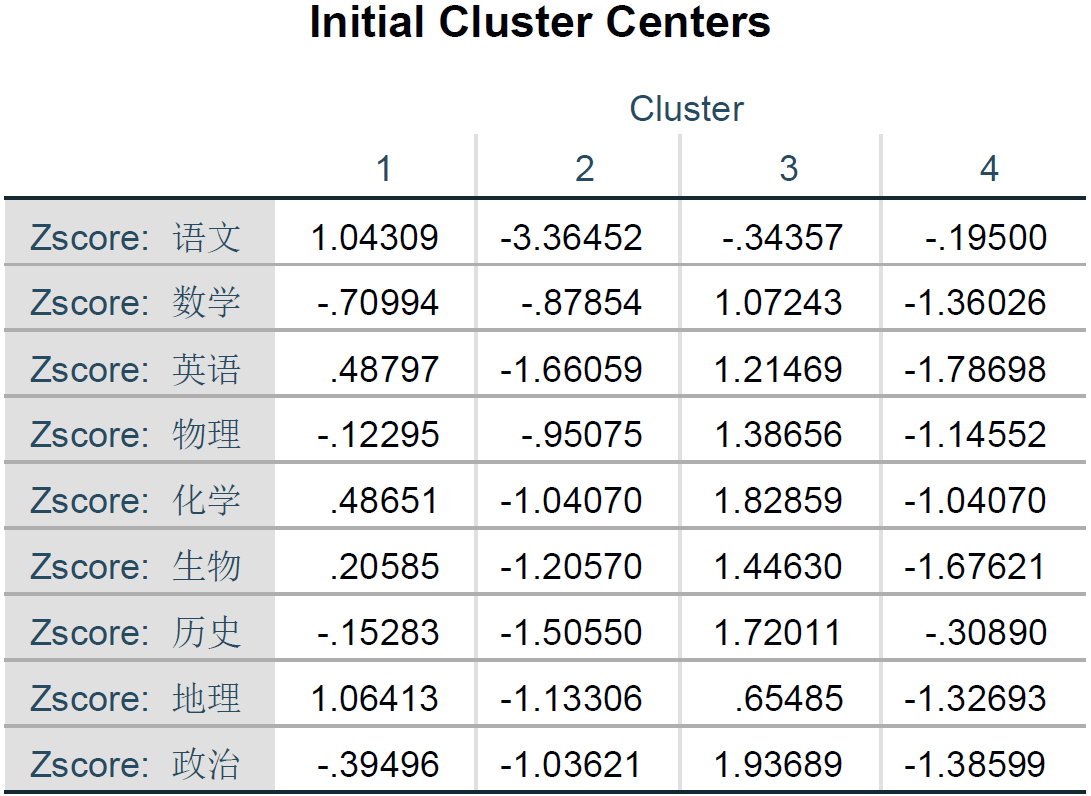 Initial Cluster Centers
Cluster
1 2 3 4
Zscore: 语文 1.04309 -3.36452 -.34357 -.19500
Zscore: 数学 -.70994 -.87854 1.07243 -1.36026
Zscore: 英语 .48797 -1.66059 1.21469 -1.78698
Zscore: 物理 -.12295 -.95075 1.38656 -1.14552
Zscore: 化学 .48651 -1.04070 1.82859 -1.04070
Zscore: 生物 .20585 -1.20570 1.44630 -1.67621
Zscore: 历史 -.15283 -1.50550 1.72011 -.30890
Zscore: 地理 1.06413 -1.13306 .65485 -1.32693
Zscore: 政治 -.39496 -1.03621 1.93689 -1.38599